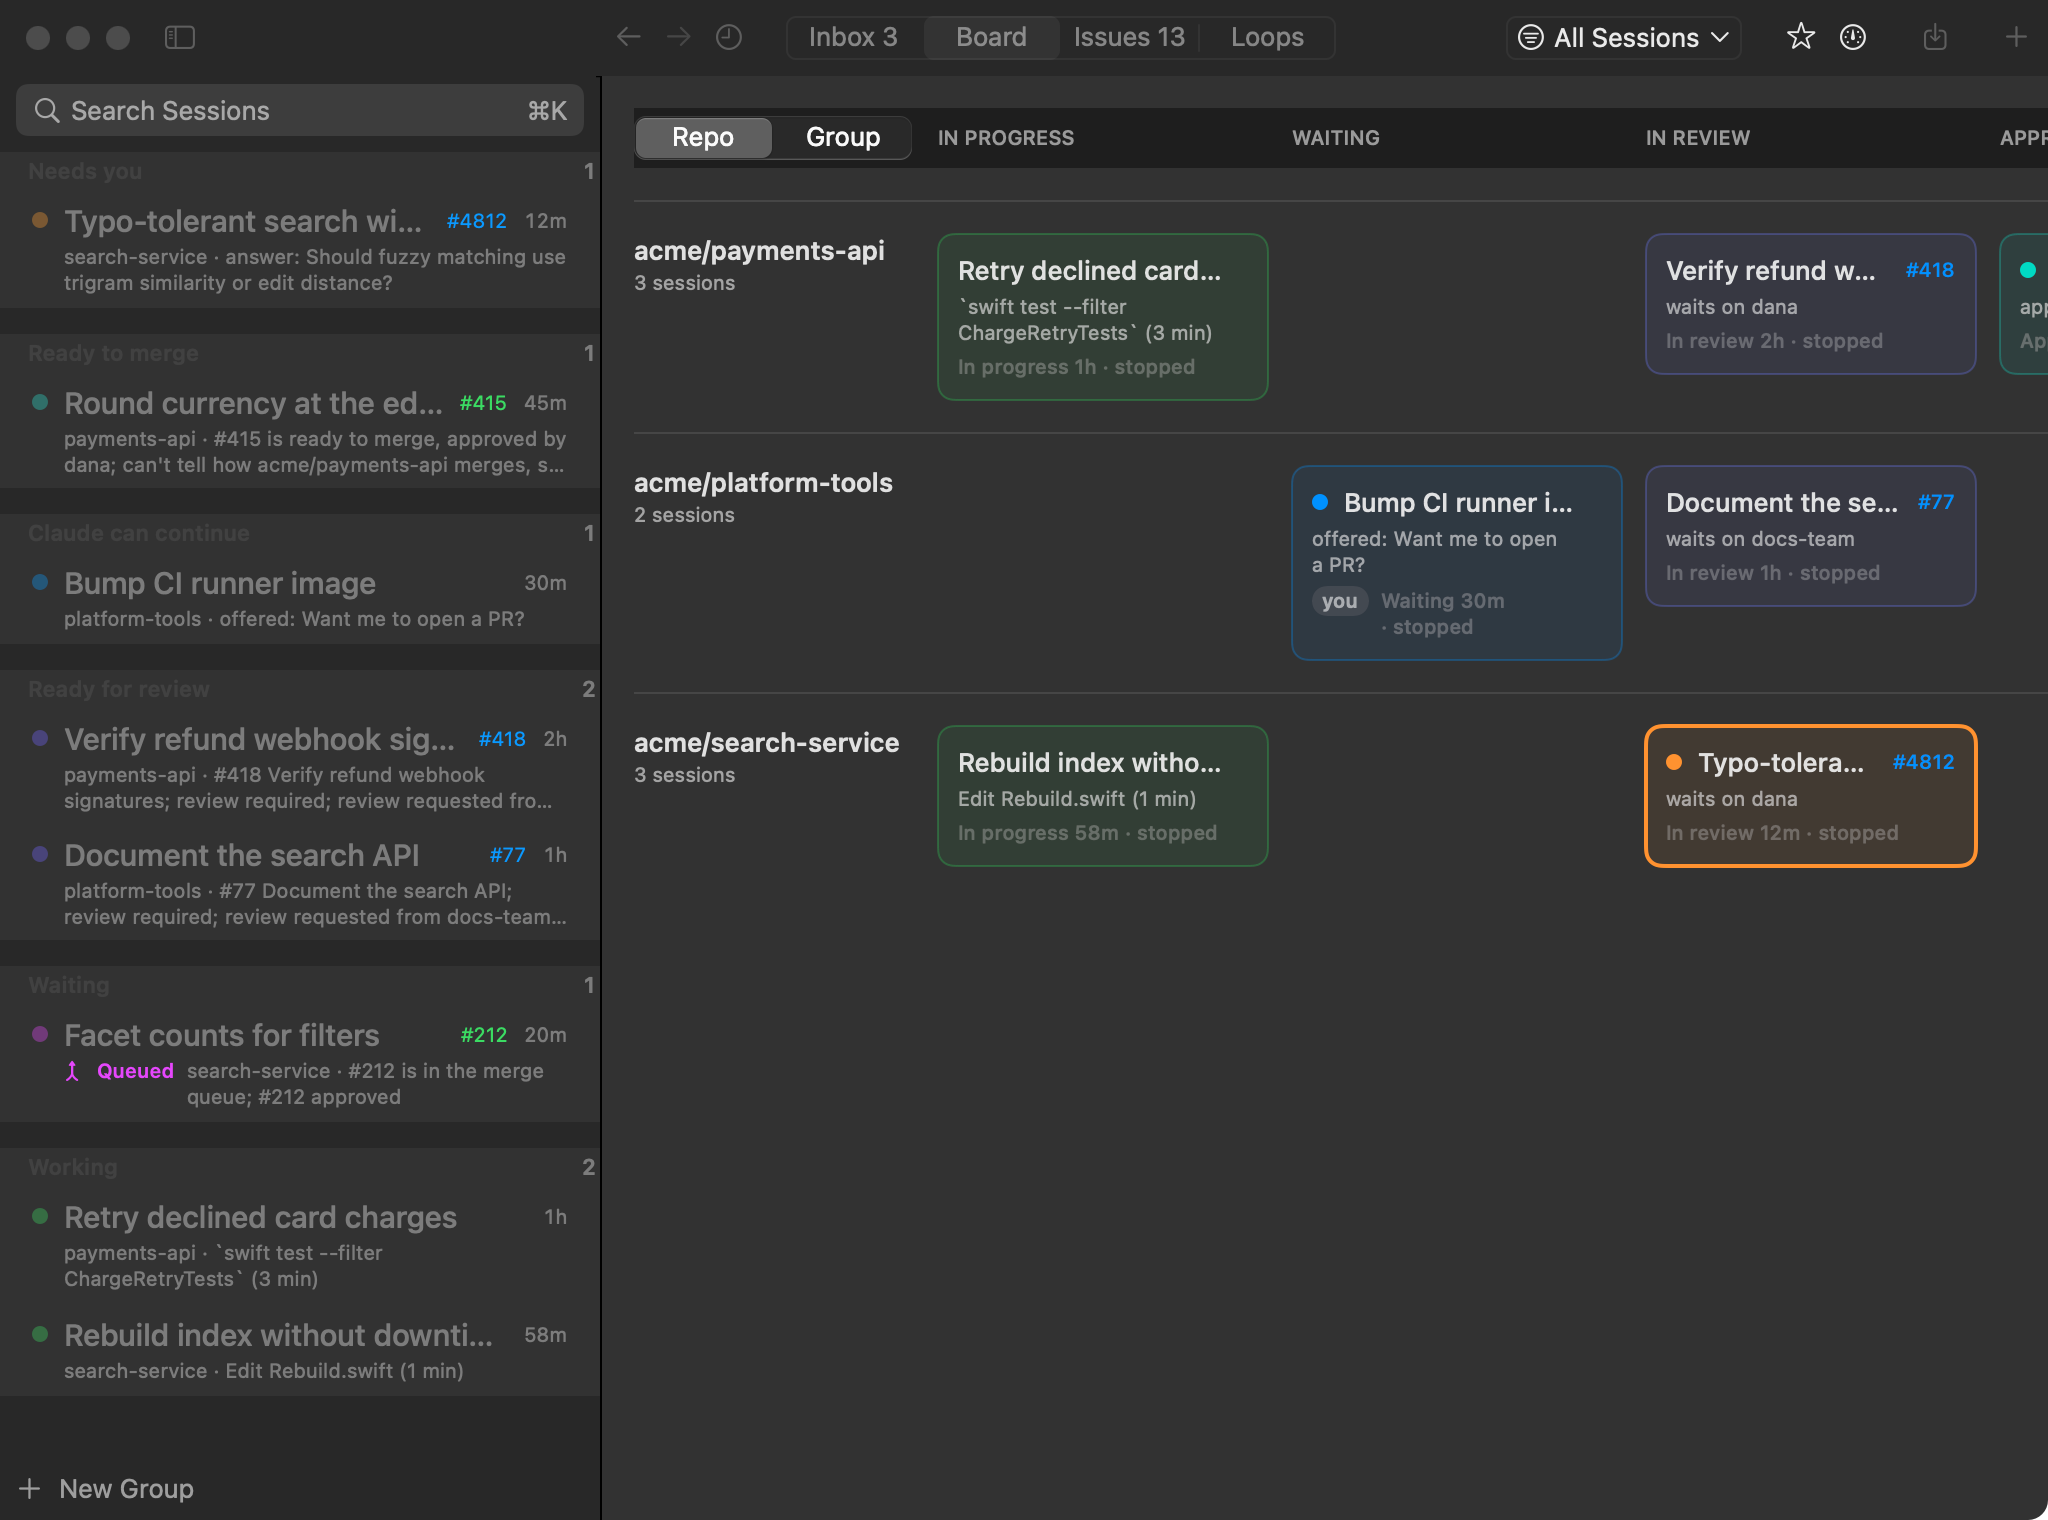 Inbox 3
Board
Issues 13
Loops
All Sessions
Search Sessions
⌘K
Needs you
1
Typo-tolerant search wi...
#4812
12m
search-service · answer: Should fuzzy matching use
trigram similarity or edit distance?
Ready to merge
1
Round currency at the ed...
#415
45m
payments-api · #415 is ready to merge, approved by
dana; can't tell how acme/payments-api merges, s...
Claude can continue
1
Bump CI runner image
30m
platform-tools · offered: Want me to open a PR?
Ready for review
2
Verify refund webhook sig...
#418
2h
payments-api · #418 Verify refund webhook
signatures; review required; review requested fro...
Document the search API
#77
1h
platform-tools · #77 Document the search API;
review required; review requested from docs-team...
Waiting
1
Facet counts for filters
#212
20m
Queued
search-service · #212 is in the merge
queue; #212 approved
Working
2
Retry declined card charges
1h
payments-api · `swift test --filter
ChargeRetryTests` (3 min)
Rebuild index without downti...
58m
search-service · Edit Rebuild.swift (1 min)
New Group
Repo
Group
IN PROGRESS
WAITING
IN REVIEW
APPR
acme/payments-api
3 sessions
Retry declined card...
`swift test --filter
ChargeRetryTests` (3 min)
In progress 1h · stopped
Verify refund w...
#418
waits on dana
In review 2h · stopped
app
Ap
acme/platform-tools
2 sessions
Bump CI runner i...
offered: Want me to open
a PR?
you
Waiting 30m
· stopped
Document the se...
#77
waits on docs-team
In review 1h · stopped
acme/search-service
3 sessions
Rebuild index witho...
Edit Rebuild.swift (1 min)
In progress 58m · stopped
Typo-tolera...
#4812
waits on dana
In review 12m · stopped